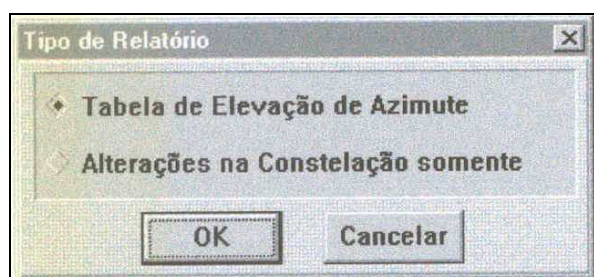 Tipo de Relatório
Tabela de Elevação de Azimute
Alterações na Constelação somente
OK
Cancelar